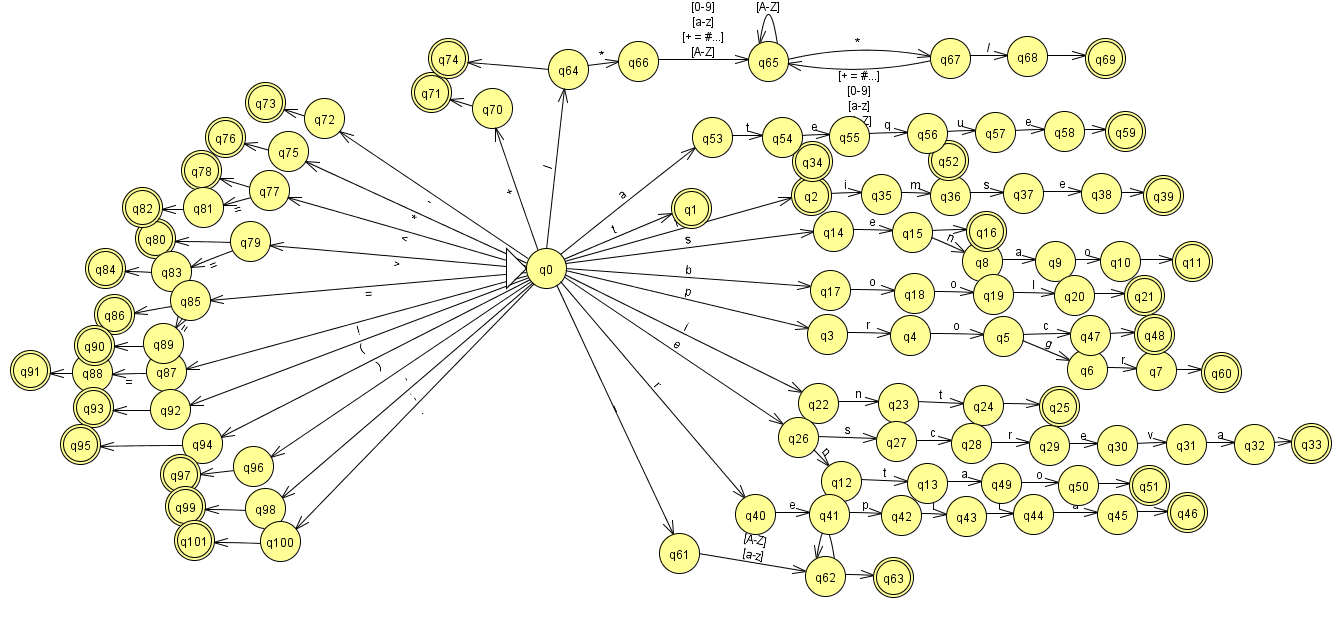 [0-9]
[a-z]
[+ = #...]
[A-Z]
[A-Z]
q74 q64 * q66 q65 * q67 / q68 q69
[+ = #...]
[0-9]
[a-z]
Z]
q71 q70
q73 q72
q76 q75
q53 t q54 e q55 q q56 u q57 e q58 q59
q34 q52
q78 q77
q2 i q35 m q36 s q37 e q38 q39
q82 q81 =
q1
q80 q79
q14 e q15 q16
n
q84 q83 =
q0
q8 a q9 o q10 q11
/
+
-
*
<
>
=
!
(
)
,
;
.
a
t
s
b
p
i
e
r
q86 q85
=
q17 o q18 o q19 l q20 q21
q90 q89
q3 r q4 o q5 c q47 q48
g
q91 q88 = q87
q6 r q7 q60
q93 q92
q22 n q23 t q24 q25
q95 q94
q26 s q27 c q28 r q29 e q30 v q31 a q32 q33
p
q97 q96
q12 t q13 a q49 o q50 q51
q99 q98
q40 e q41 p q42 q43 q44 a q45 q46
q101 q100
[A-Z]
[a-z]
q61 q62 q63